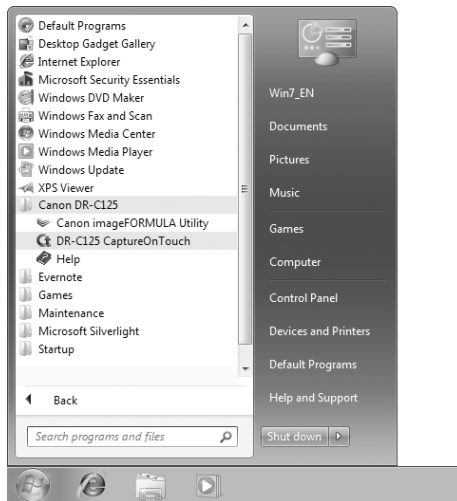 Default Programs
Desktop Gadget Gallery
Internet Explorer
Microsoft Security Essentials
Windows DVD Maker
Windows Fax and Scan
Windows Media Center
Windows Media Player
Windows Update
XPS Viewer
Canon DR-C125
Canon imageFORMULA Utility
DR-C125 CaptureOnTouch
Help
Evernote
Games
Maintenance
Microsoft Silverlight
Startup
Back
Search programs and files
Win7_EN
Documents
Pictures
Music
Games
Computer
Control Panel
Devices and Printers
Default Programs
Help and Support
Shut down